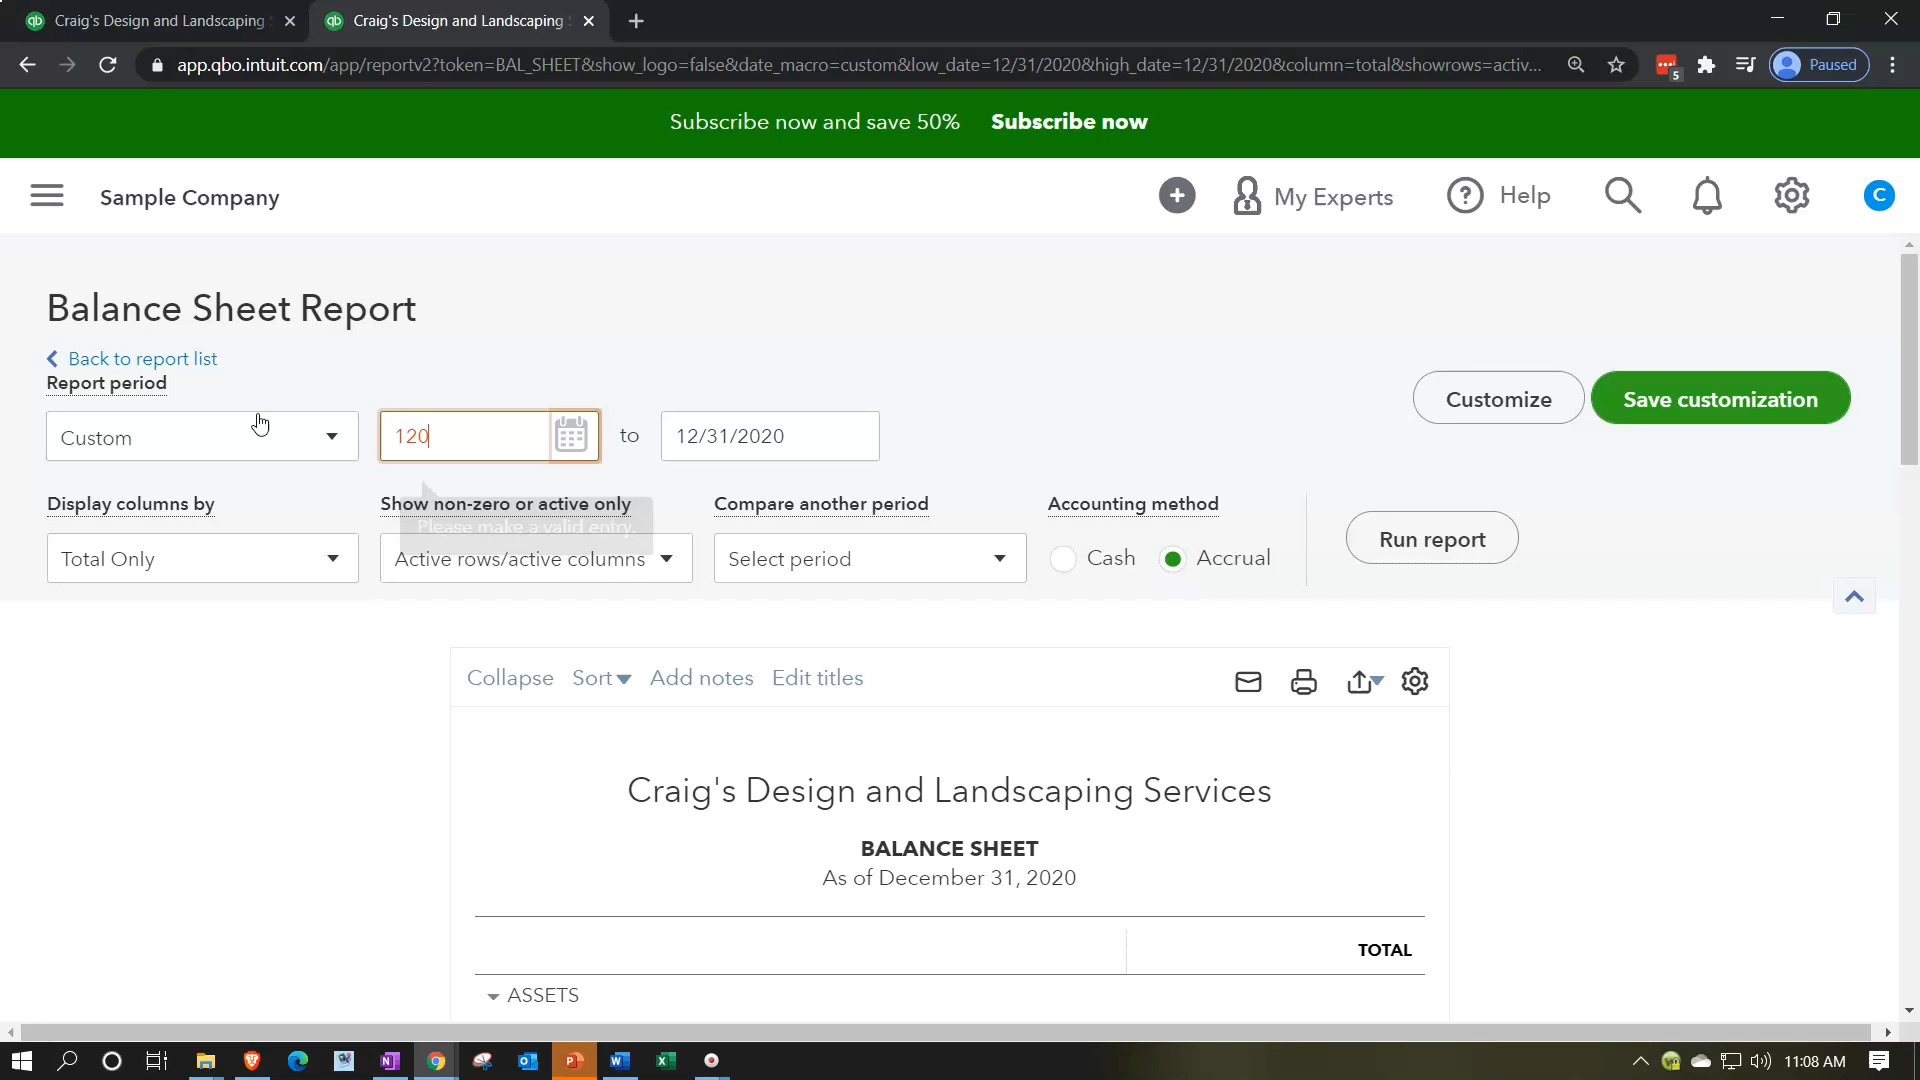 Craig's Design and Landscaping
Craig's Design and Landscaping
app.qbo.intuit.com/app/reportv2?token=BAL_SHEET&show_logo=false&date_macro=custom&low_date=12/31/2020&high_date=12/31/2020&column=total&showrows=activ...
5
Paused
Subscribe now and save 50% Subscribe now
Sample Company
My Experts
Help
C
Balance Sheet Report
Back to report list
Report period
Custom
120
to
12/31/2020
Customize
Save customization
Display columns by
Show non-zero or active only
Compare another period
Accounting method
Please make a valid entry.
Total Only
Active rows/active columns
Select period
Cash
Accrual
Run report
Collapse Sort Add notes Edit titles
Craig's Design and Landscaping Services
BALANCE SHEET
As of December 31, 2020
TOTAL
ASSETS
11:08 AM